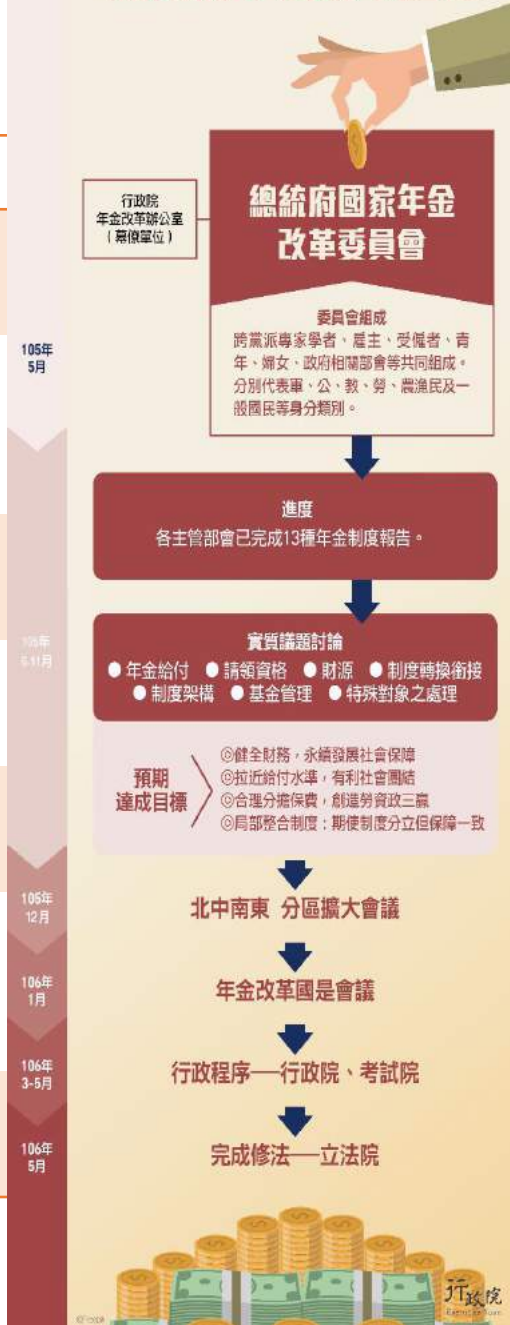 行政院
年金改革辦公室
（幕僚單位）
總統府國家年金
改革委員會
委員會組成
跨黨派專家學者、雇主、受僱者、青
年、婦女、政府相關部會等共同組成。
分別代表軍、公、教、勞、農漁民及一
般國民等身分類別。
105年
5月
進度
各主管部會已完成13種年金制度報告。
實質議題討論
● 年金給付 ● 請領資格 ● 財源 ● 制度轉換銜接
● 制度架構 ● 基金管理 ● 特殊對象之處理
預期
達成目標
◎健全財務，永續發展社會保障
◎拉近給付水準，有利社會團結
◎合理分擔保費，創造勞資政三贏
◎局部整合制度：期使制度分立但保障一致
105年
12月
北中南東 分區擴大會議
106年
1月
年金改革國是會議
106年
3-5月
行政程序──行政院、考試院
106年
5月
完成修法──立法院
行政院
Executive Yuan